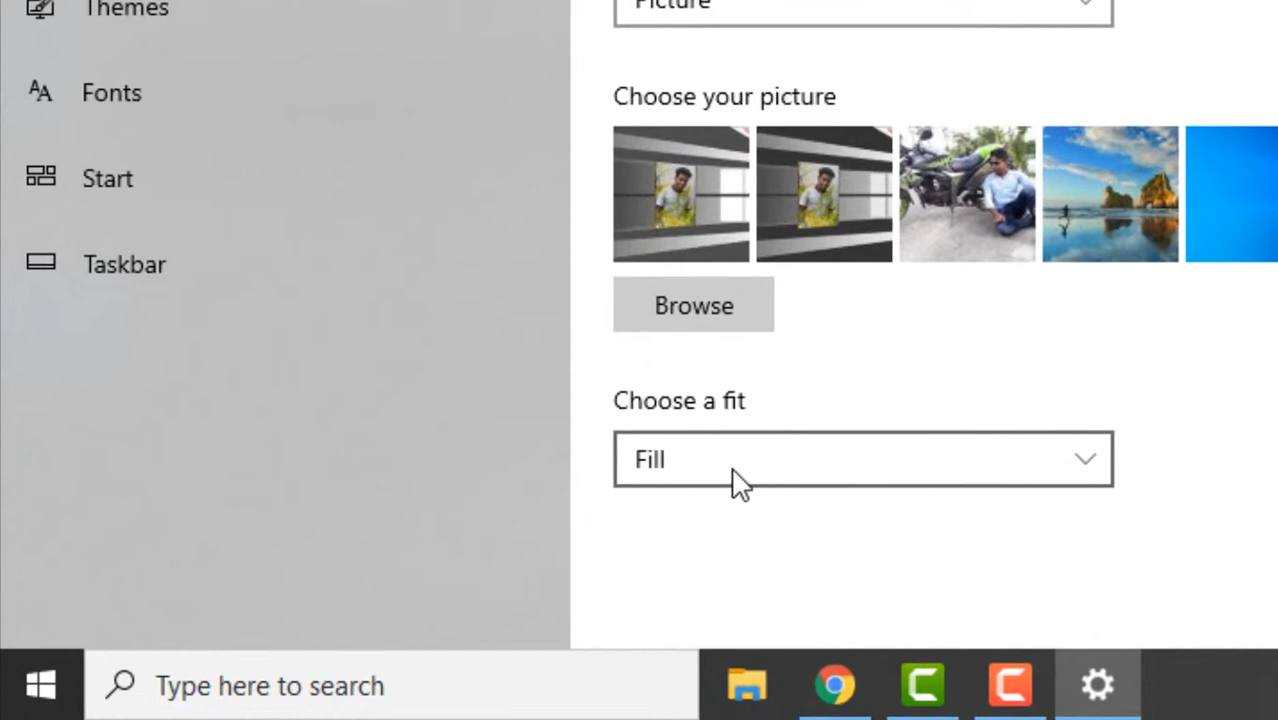 Themes
Picture
Fonts
Choose your picture
Start
Taskbar
Browse
Choose a fit
Fill
Type here to search